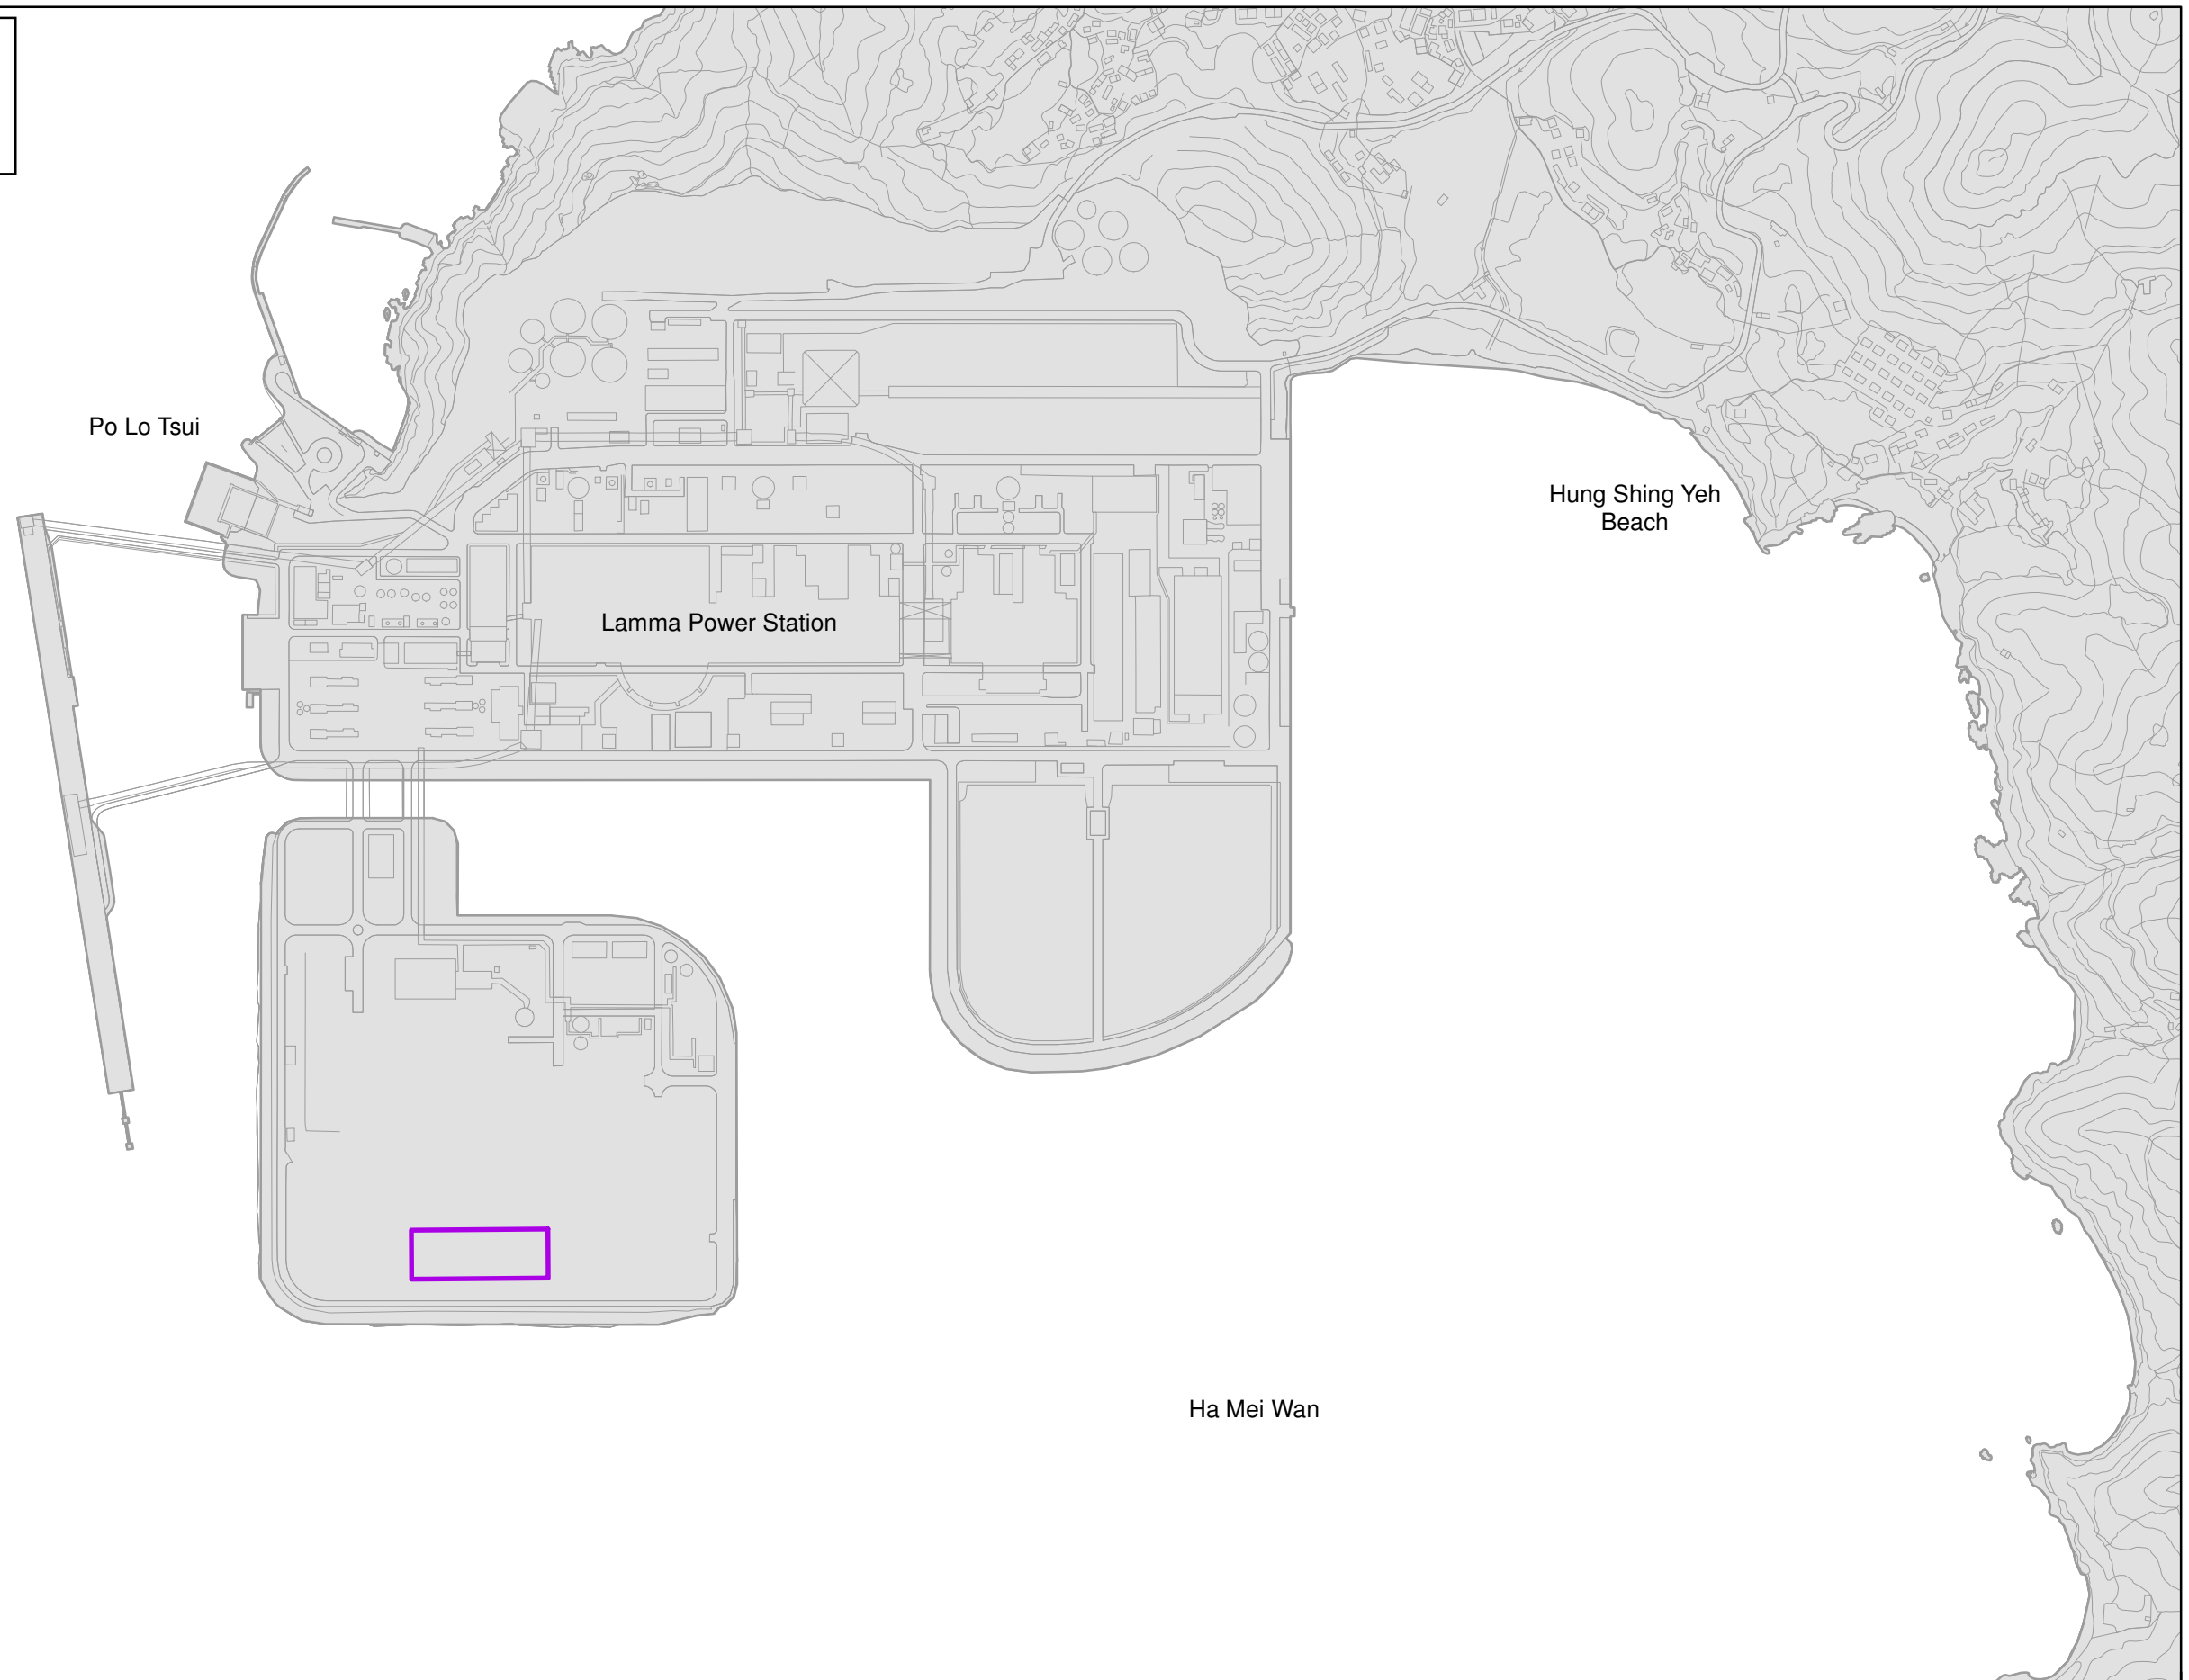 Po Lo Tsui
Hung Shing Yeh
Beach
Lamma Power Station
Ha Mei Wan